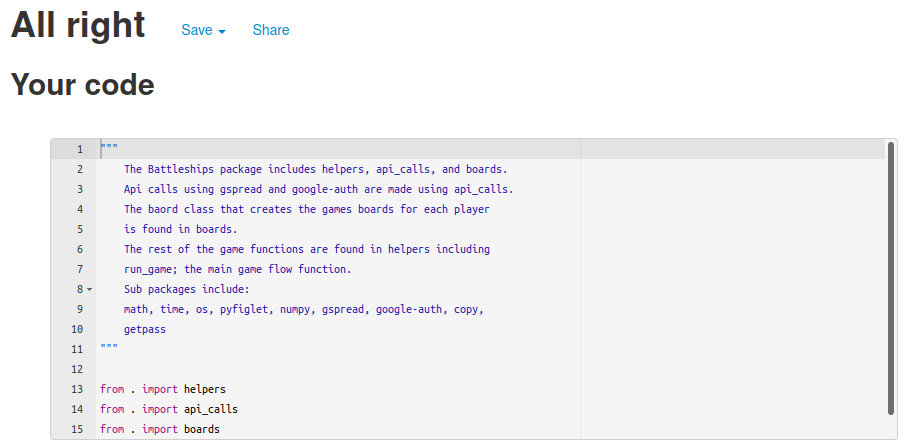 All right Save Share
Your code
1 """
2 The Battleships package includes helpers, api_calls, and boards.
3 Api calls using gspread and google-auth are made using api_calls.
4 The baord class that creates the games boards for each player
5 is found in boards.
6 The rest of the game functions are found in helpers including
7 run_game; the main game flow function.
8 Sub packages include:
9 math, time, os, pyfiglet, numpy, gspread, google-auth, copy,
10 getpass
11 """
12
13 from . import helpers
14 from . import api_calls
15 from . import boards